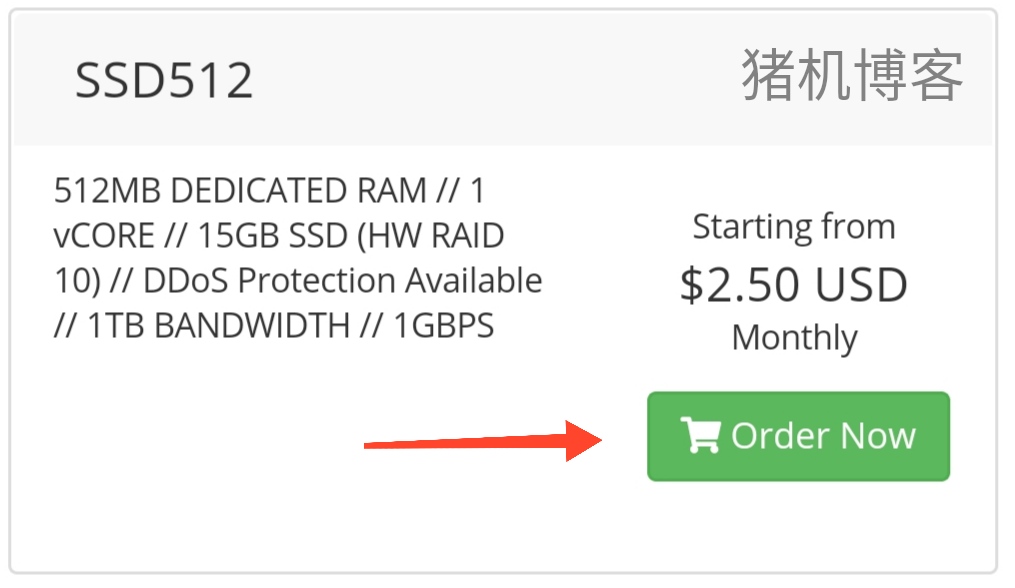 SSD512
猪机博客
512MB DEDICATED RAM // 1
vCORE // 15GB SSD (HW RAID
10) // DDoS Protection Available
// 1TB BANDWIDTH // 1GBPS
Starting from
$2.50 USD
Monthly
Order Now